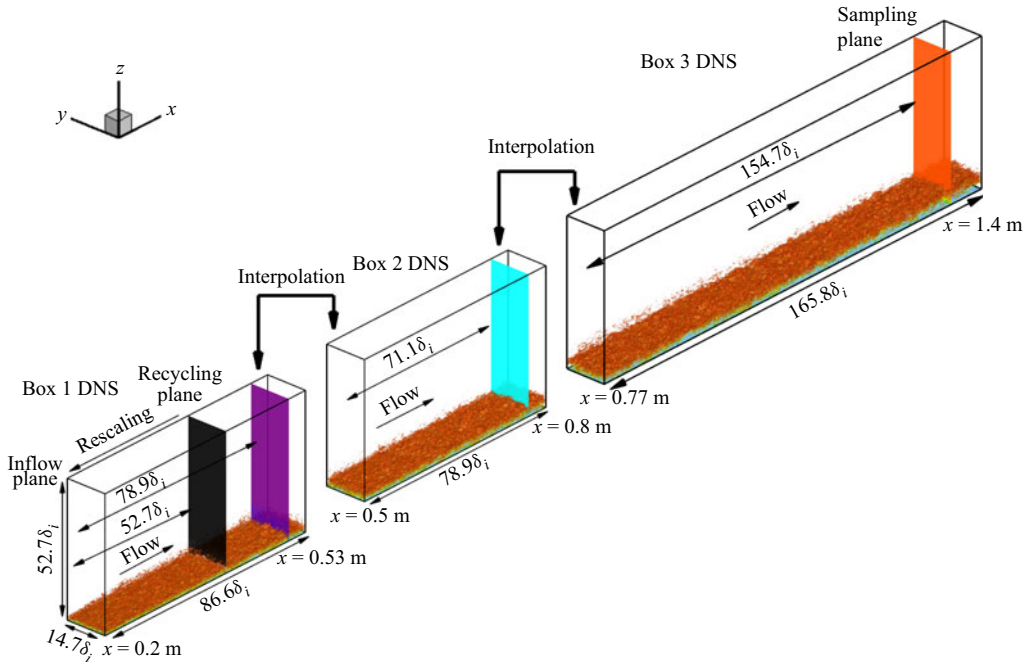 Sampling
plane
Box 3 DNS
z
y
x
Interpolation
154.7δi
Flow
x = 1.4 m
165.8δi
Interpolation
Box 2 DNS
71.1δi
Flow
x = 0.77 m
x = 0.8 m
78.9δi
x = 0.5 m
Box 1 DNS
Recycling
plane
Rescaling
Inflow
plane
78.9δi
52.7δi
Flow
52.7δi
x = 0.53 m
86.6δi
14.7δi
x = 0.2 m